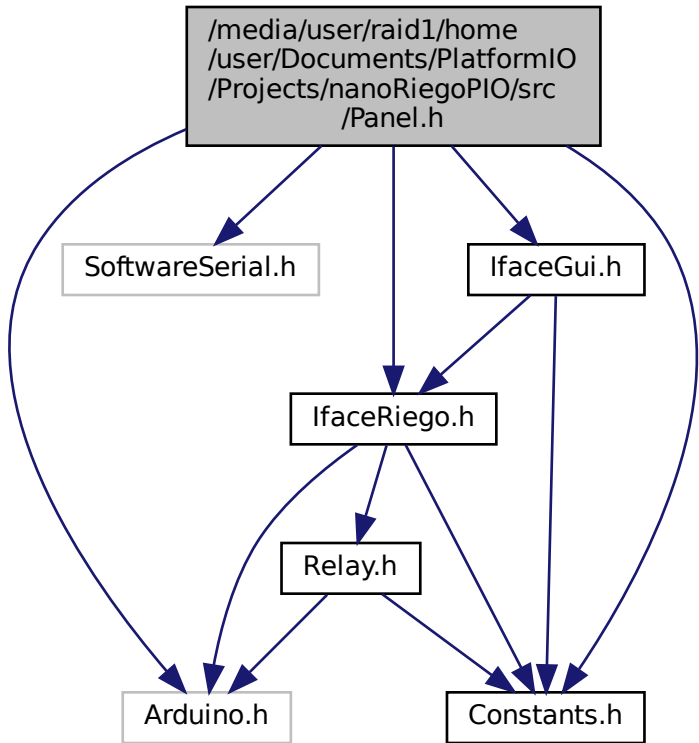 /media/user/raid1/home
/user/Documents/PlatformIO
/Projects/nanoRiegoPIO/src
/Panel.h
SoftwareSerial.h
IfaceGui.h
IfaceRiego.h
Relay.h
Arduino.h
Constants.h